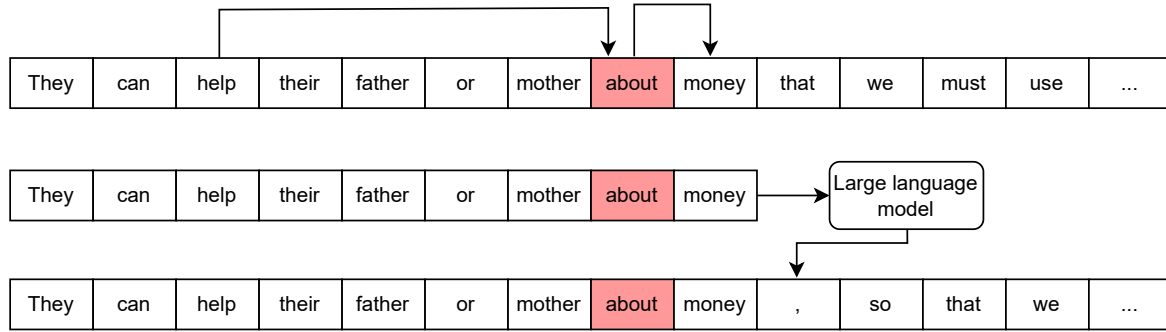 They can help their father or mother about money that we must use ...
They can help their father or mother about money
Large language
model
They can help their father or mother about money , so that we ...